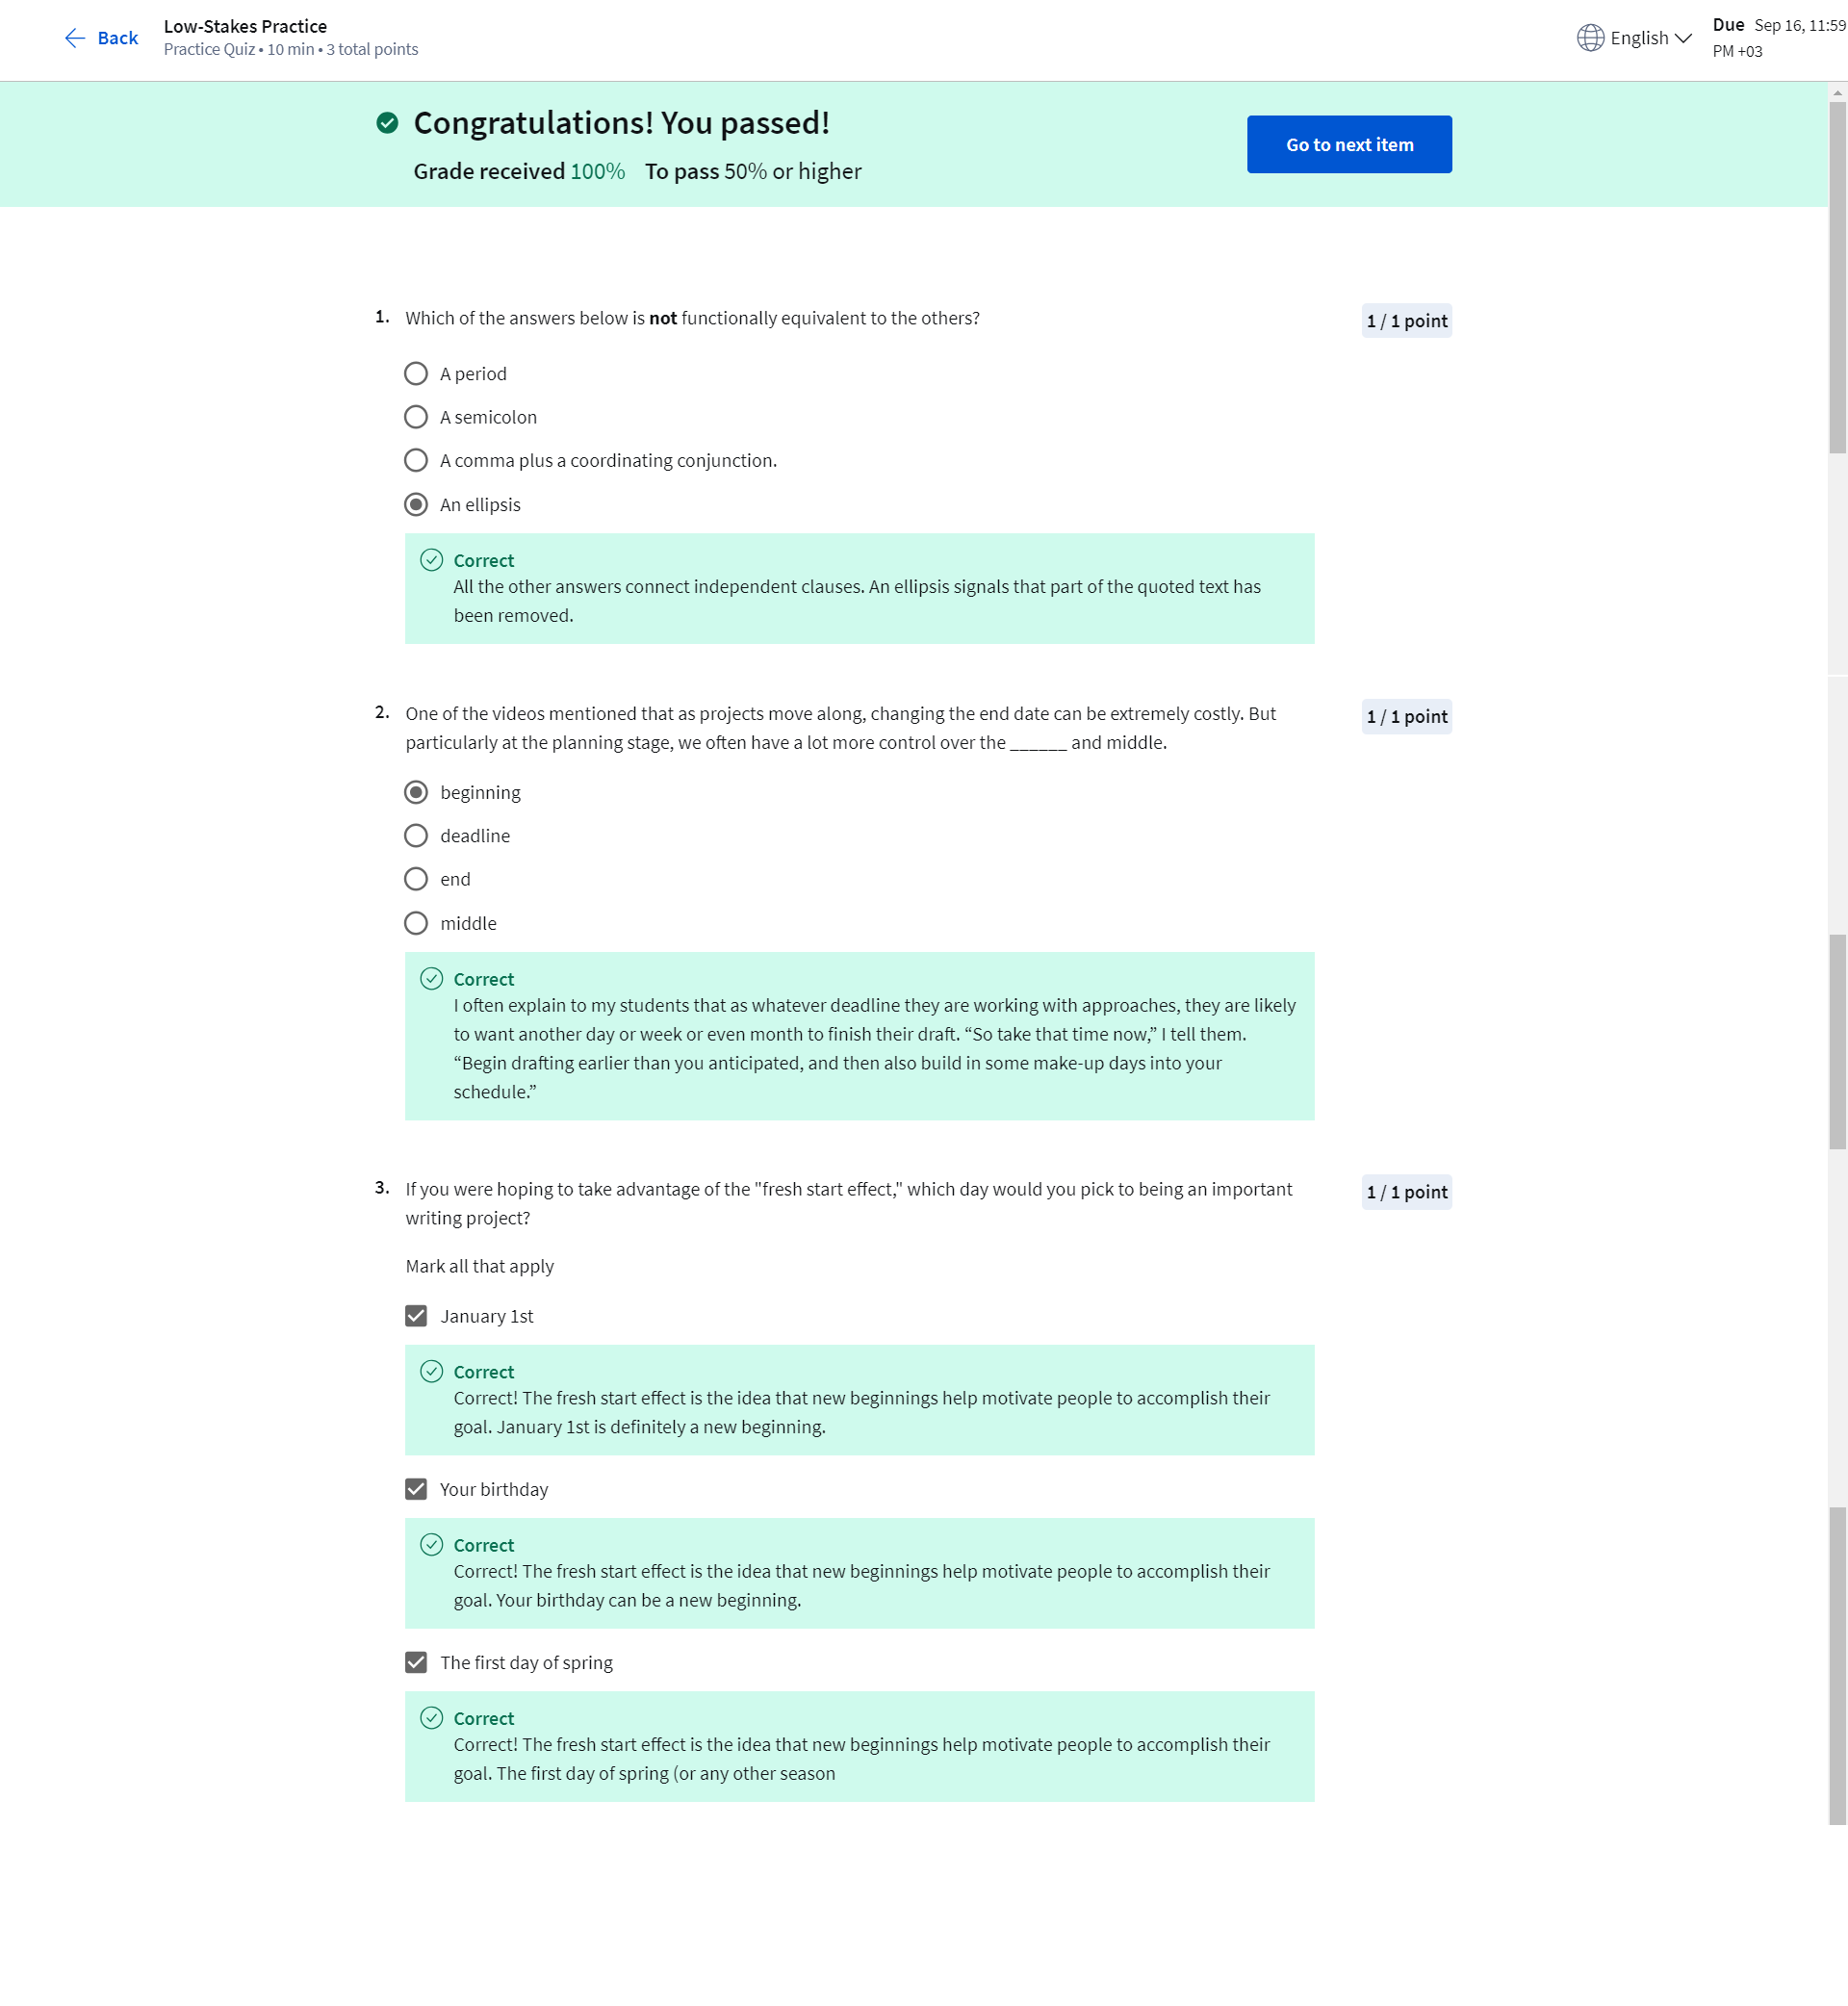 Back
Low-Stakes Practice
Practice Quiz • 10 min • 3 total points
English
Due Sep 16, 11:59
PM +03
Congratulations! You passed!
Grade received 100% To pass 50% or higher
Go to next item
1. Which of the answers below is not functionally equivalent to the others?
1 / 1 point
A period
A semicolon
A comma plus a coordinating conjunction.
An ellipsis
Correct
All the other answers connect independent clauses. An ellipsis signals that part of the quoted text has
been removed.
2. One of the videos mentioned that as projects move along, changing the end date can be extremely costly. But
particularly at the planning stage, we often have a lot more control over the ______ and middle.
1 / 1 point
beginning
deadline
end
middle
Correct
I often explain to my students that as whatever deadline they are working with approaches, they are likely
to want another day or week or even month to finish their draft. “So take that time now,” I tell them.
“Begin drafting earlier than you anticipated, and then also build in some make-up days into your
schedule.”
3. If you were hoping to take advantage of the "fresh start effect," which day would you pick to being an important
writing project?
1 / 1 point
Mark all that apply
January 1st
Correct
Correct! The fresh start effect is the idea that new beginnings help motivate people to accomplish their
goal. January 1st is definitely a new beginning.
Your birthday
Correct
Correct! The fresh start effect is the idea that new beginnings help motivate people to accomplish their
goal. Your birthday can be a new beginning.
The first day of spring
Correct
Correct! The fresh start effect is the idea that new beginnings help motivate people to accomplish their
goal. The first day of spring (or any other season